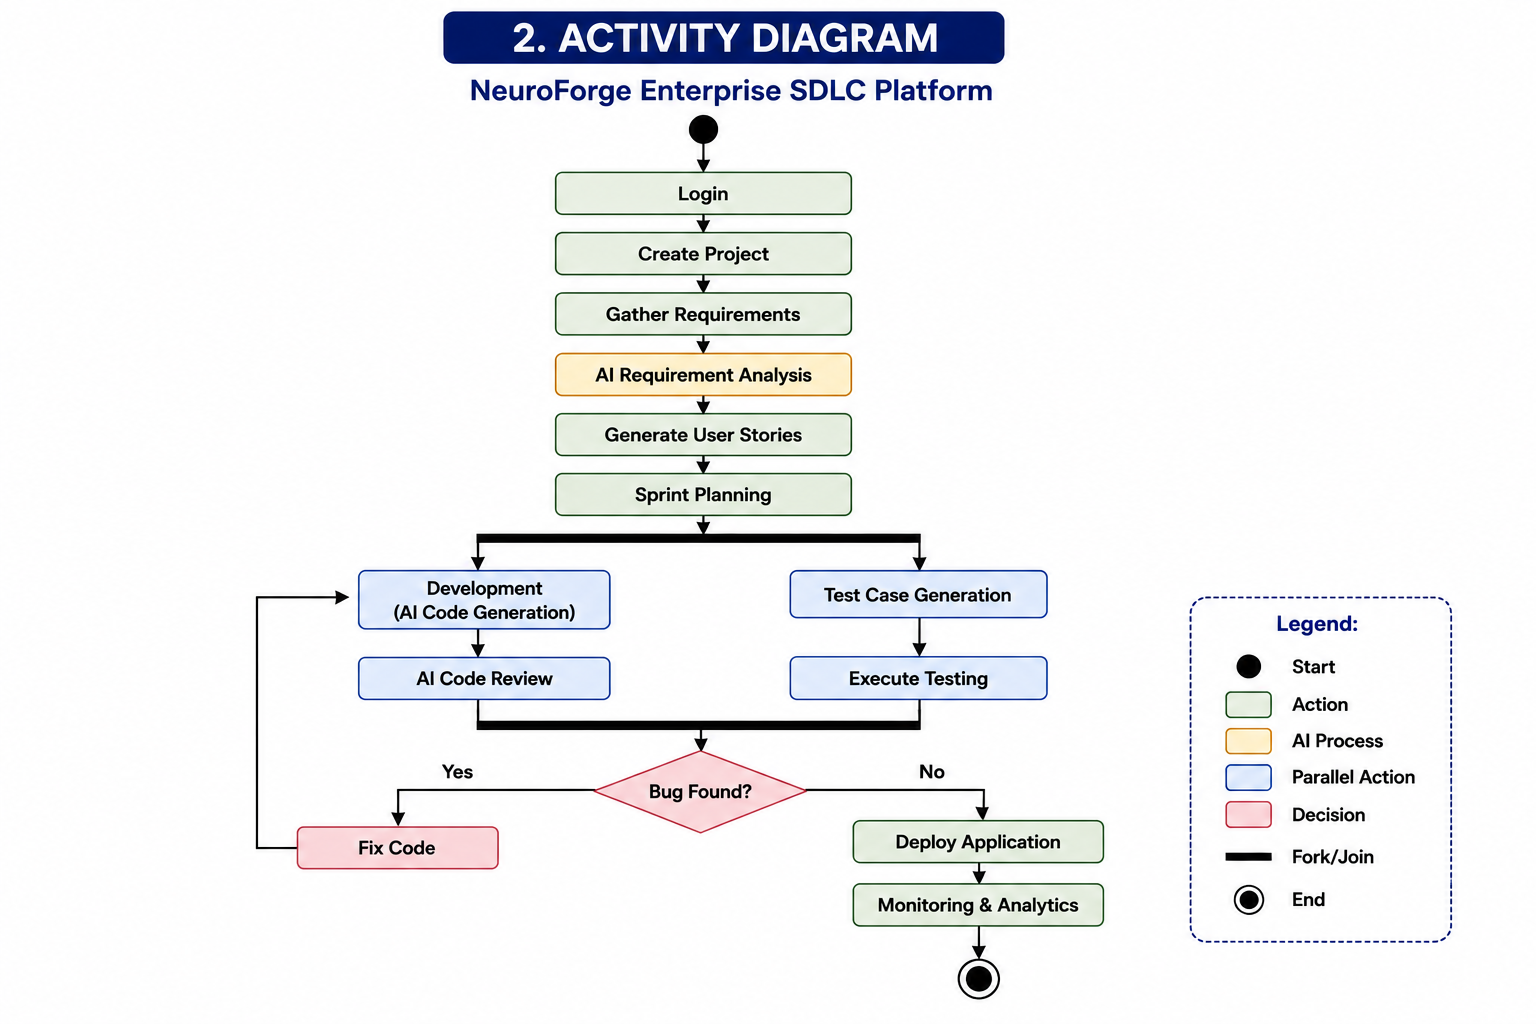 2. ACTIVITY DIAGRAM
NeuroForge Enterprise SDLC Platform
Login
Create Project
Gather Requirements
AI Requirement Analysis
Generate User Stories
Sprint Planning
Development
(AI Code Generation)
Test Case Generation
AI Code Review
Execute Testing
Yes
Bug Found?
No
Fix Code
Deploy Application
Monitoring & Analytics
Legend:
Start
Action
AI Process
Parallel Action
Decision
Fork/Join
End